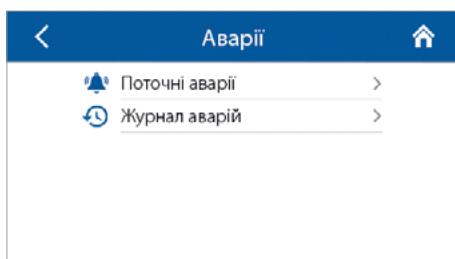 Аварії
Поточні аварії
Журнал аварій